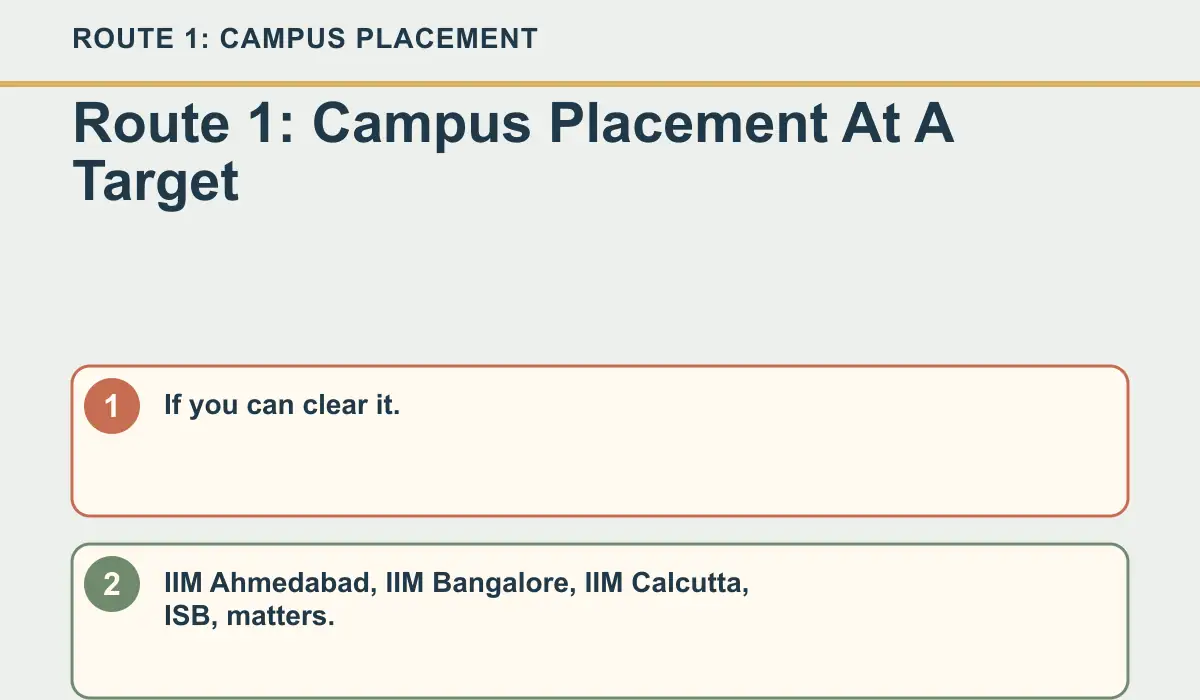 ROUTE 1: CAMPUS PLACEMENT
Route 1: Campus Placement At A
Target
1
If you can clear it.
2
IIM Ahmedabad, IIM Bangalore, IIM Calcutta,
ISB, matters.